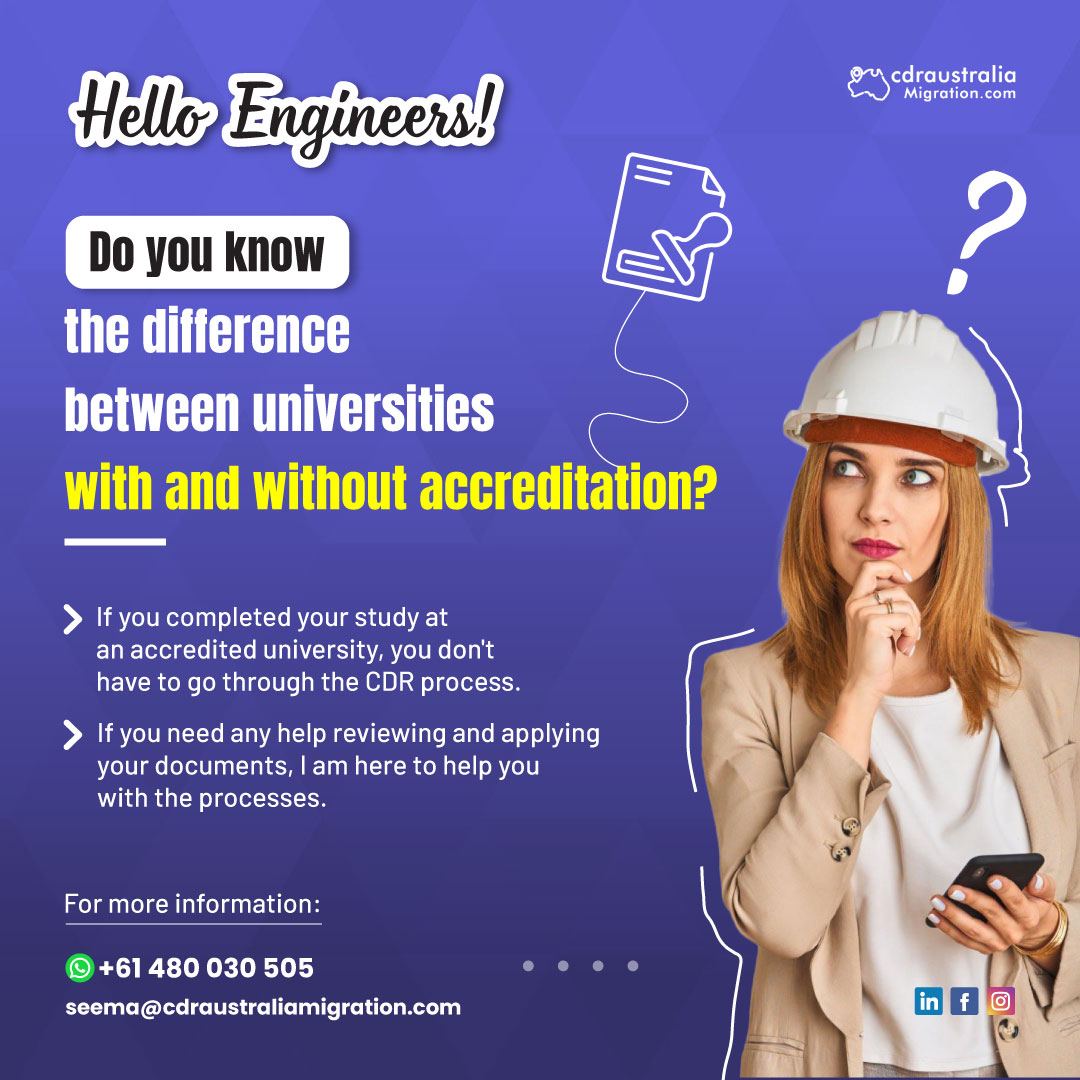 Hello Engineers!
cdraustralia
Migration.com
?
Do you know
the difference
between universities
with and without accreditation?
If you completed your study at
an accredited university, you don't
have to go through the CDR process.
If you need any help reviewing and applying
your documents, I am here to help you
with the processes.
For more information:
+61 480 030 505
seema@cdraustraliamigration.com
in f